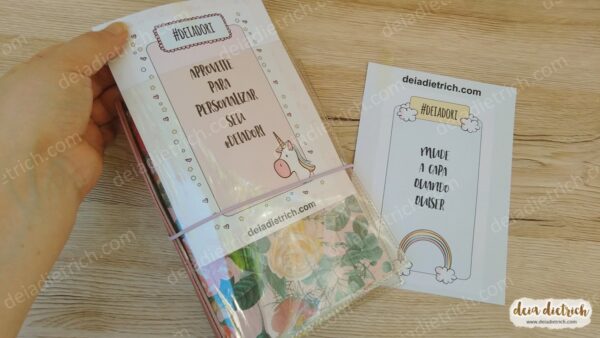 #DEIADORI
APROVEITE
PARA
PERSONALIZAR
SEU
#DEIADORI
deiadietrich.com
deiadietrich.com
#DEIADORI
MUDE
A CAPA
QUANDO
QUISER
deia dietrich
www.deiadietrich.com